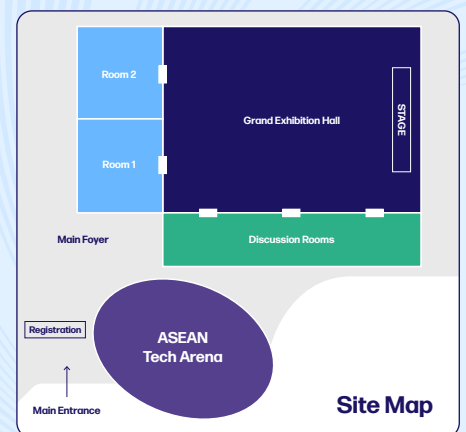 Room 2
Grand Exhibition Hall
STAGE
Room 1
Main Foyer
Discussion Rooms
Registration
ASEAN
Tech Arena
Main Entrance
Site Map